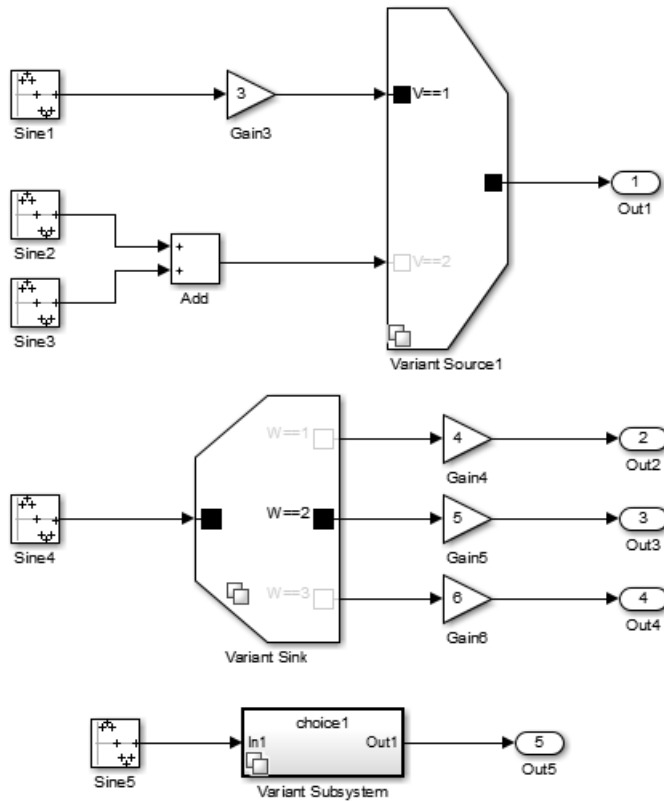 3
V==1
Sine1
Gain3
1
Out1
Sine2
+
+
V==2
Sine3
Add
Variant Source1
W==1
4
2
Gain4
Out2
W==2
5
3
Sine4
Gain5
Out3
W==3
6
4
Variant Sink
Gain6
Out4
choice1
In1
Out1
5
Sine5
Variant Subsystem
Out5